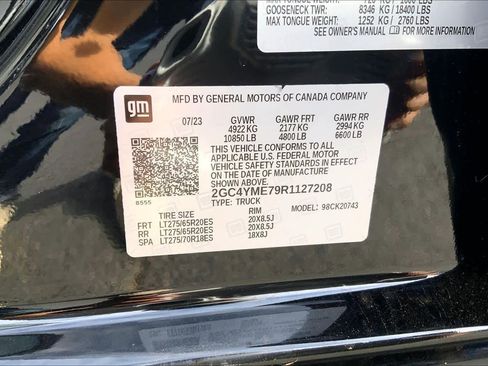 GOOSENECK TWR: 8346 KG / 18400 LBS
MAX TONGUE WEIGHT: 1252 KG / 2760 LBS
SEE OWNER'S MANUAL FOR MORE INFORMATION
gm
MFD BY GENERAL MOTORS OF CANADA COMPANY
07/23 GVWR GAWR FRT GAWR RR
4922 KG 2177 KG 2994 KG
10850 LB 4800 LB 6600 LB
THIS VEHICLE CONFORMS TO ALL
APPLICABLE U.S. FEDERAL MOTOR
VEHICLE SAFETY STANDARDS IN EFFECT
ON THE DATE OF MANUFACTURE SHOWN
ABOVE.
2GC4YME79R1127208
B555 TYPE: TRUCK
98CK20743
TIRE SIZE RIM
FRT LT275/65R20ES 20X8.5J
RR LT275/65R20ES 20X8.5J
SPA LT275/70R18ES 18X8J